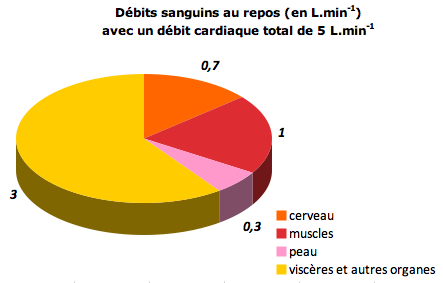 Débits sanguins au repos (en L.min-1)
avec un débit cardiaque total de 5 L.min-1
0,7
1
3
0,3
cerveau
muscles
peau
viscères et autres organes